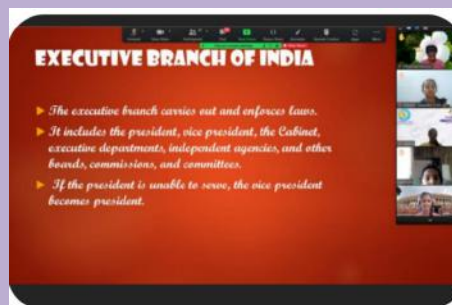 EXECUTIVE BRANCH OF INDIA
The executive branch carries out and enforces laws.
It includes the president, vice president, the Cabinet,
executive departments, independent agencies, and other
boards, commissions, and committees.
If the president is unable to serve, the vice president
becomes president.